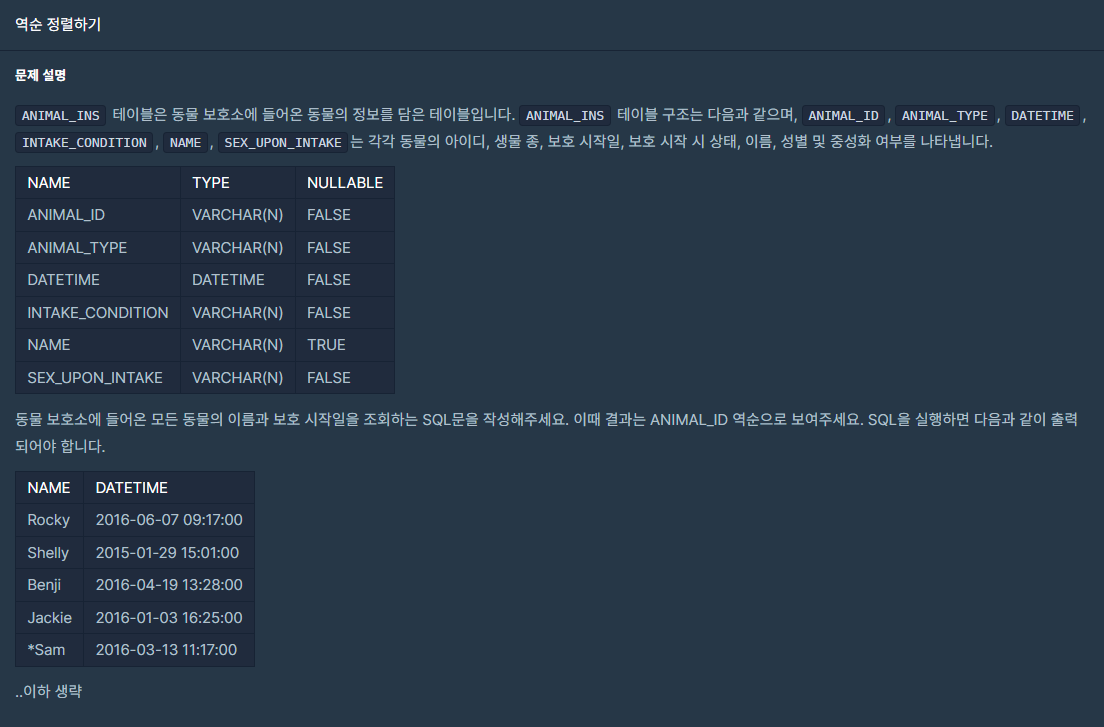 역순 정렬하기
문제 설명
ANIMAL_INS 테이블은 동물 보호소에 들어온 동물의 정보를 담은 테이블입니다. ANIMAL_INS 테이블 구조는 다음과 같으며, ANIMAL_ID , ANIMAL_TYPE , DATETIME ,
INTAKE_CONDITION , NAME , SEX_UPON_INTAKE 는 각각 동물의 아이디, 생물 종, 보호 시작일, 보호 시작 시 상태, 이름, 성별 및 중성화 여부를 나타냅니다.
NAME TYPE NULLABLE
ANIMAL_ID VARCHAR(N) FALSE
ANIMAL_TYPE VARCHAR(N) FALSE
DATETIME DATETIME FALSE
INTAKE_CONDITION VARCHAR(N) FALSE
NAME VARCHAR(N) TRUE
SEX_UPON_INTAKE VARCHAR(N) FALSE
동물 보호소에 들어온 모든 동물의 이름과 보호 시작일을 조회하는 SQL문을 작성해주세요. 이때 결과는 ANIMAL_ID 역순으로 보여주세요. SQL을 실행하면 다음과 같이 출력
되어야 합니다.
NAME DATETIME
Rocky 2016-06-07 09:17:00
Shelly 2015-01-29 15:01:00
Benji 2016-04-19 13:28:00
Jackie 2016-01-03 16:25:00
*Sam 2016-03-13 11:17:00
..이하 생략